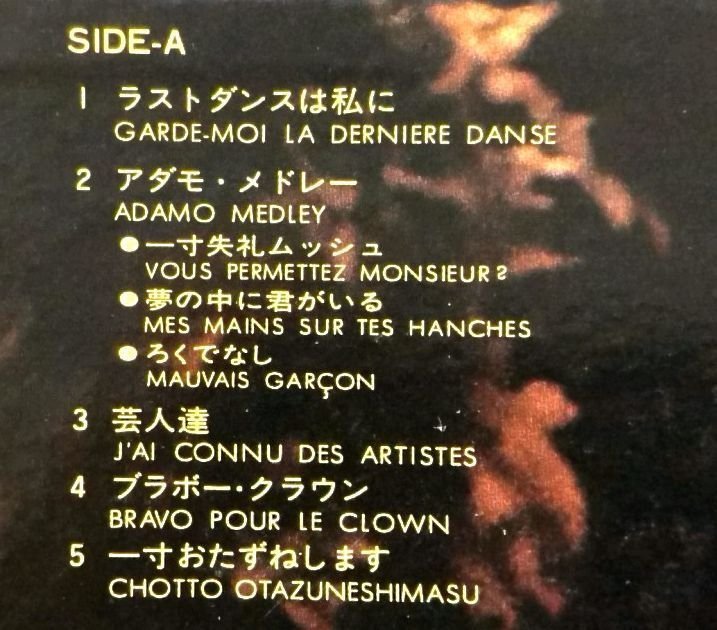 SIDE-A
1 ラストダンスは私に
GARDE-MOI LA DERNIERE DANSE
2 アダモ・メドレー
ADAMO MEDLEY
●一寸失礼ムッシュ
VOUS PERMETTEZ MONSIEUR?
●夢の中に君がいる
MES MAINS SUR TES HANCHES
●ろくでなし
MAUVAIS GARÇON
3 芸人達
J'AI CONNU DES ARTISTES
4 ブラボー・クラウン
BRAVO POUR LE CLOWN
5 一寸おたずねします
CHOTTO OTAZUNESHIMASU